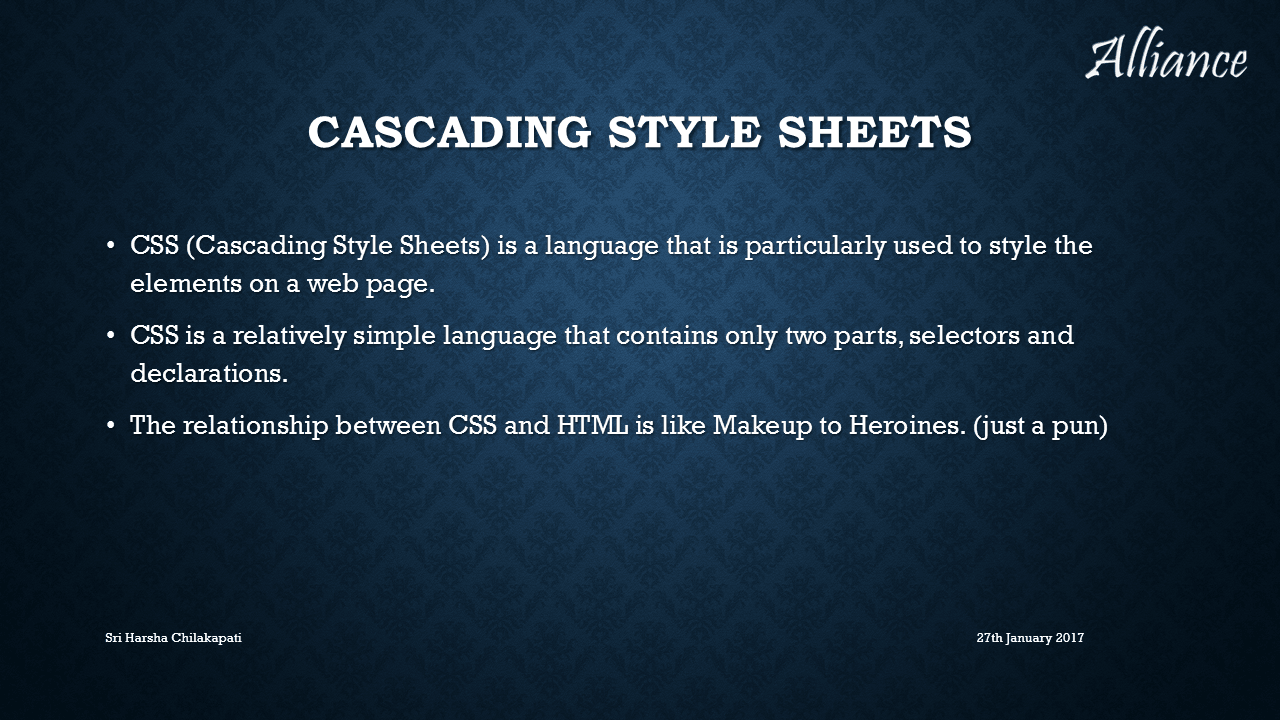 Alliance
CASCADING STYLE SHEETS
• CSS (Cascading Style Sheets) is a language that is particularly used to style the
elements on a web page.
• CSS is a relatively simple language that contains only two parts, selectors and
declarations.
• The relationship between CSS and HTML is like Makeup to Heroines. (just a pun)
Sri Harsha Chilakapati 27th January 2017